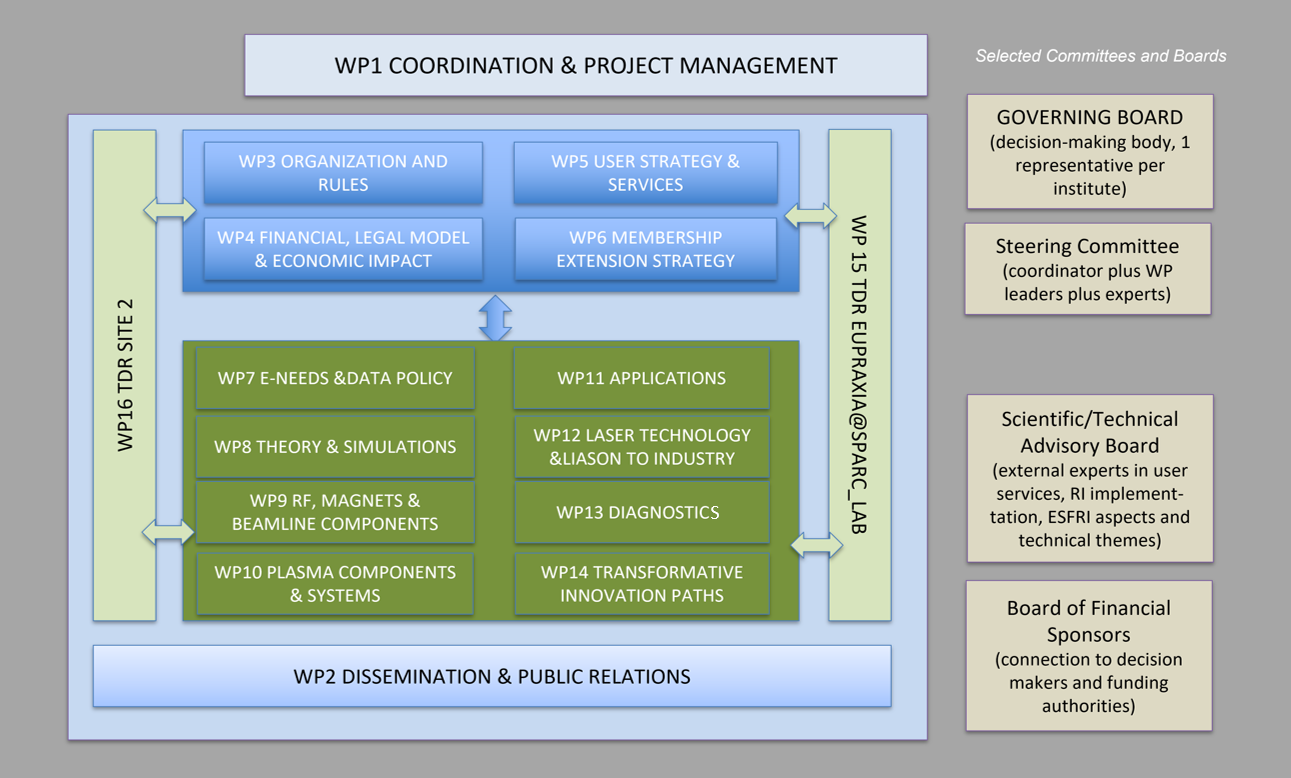 WP1 COORDINATION & PROJECT MANAGEMENT
WP16 TDR SITE 2
WP3 ORGANIZATION AND
RULES
WP5 USER STRATEGY &
SERVICES
WP4 FINANCIAL, LEGAL MODEL
& ECONOMIC IMPACT
WP6 MEMBERSHIP
EXTENSION STRATEGY
WP7 E-NEEDS &DATA POLICY
WP11 APPLICATIONS
WP8 THEORY & SIMULATIONS
WP12 LASER TECHNOLOGY
&LIASON TO INDUSTRY
WP9 RF, MAGNETS &
BEAMLINE COMPONENTS
WP13 DIAGNOSTICS
WP10 PLASMA COMPONENTS
& SYSTEMS
WP14 TRANSFORMATIVE
INNOVATION PATHS
WP 15 TDR EUPRAXIA@SPARC_LAB
WP2 DISSEMINATION & PUBLIC RELATIONS
Selected Committees and Boards
GOVERNING BOARD
(decision-making body, 1
representative per
institute)
Steering Committee
(coordinator plus WP
leaders plus experts)
Scientific/Technical
Advisory Board
(external experts in user
services, RI implemen-
tation, ESFRI aspects and
technical themes)
Board of Financial
Sponsors
(connection to decision
makers and funding
authorities)